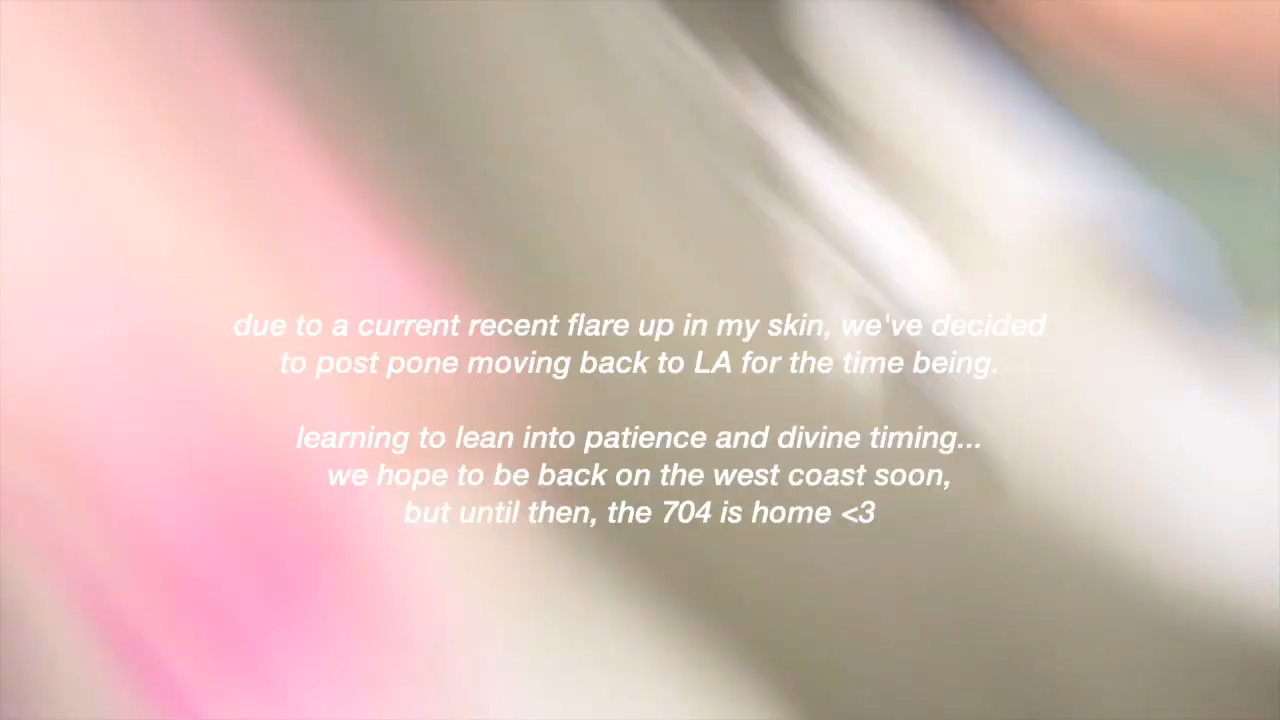 due to a current recent flare up in my skin, we've decided
to post pone moving back to LA for the time being.
learning to lean into patience and divine timing...
we hope to be back on the west coast soon,
but until then, the 704 is home <3